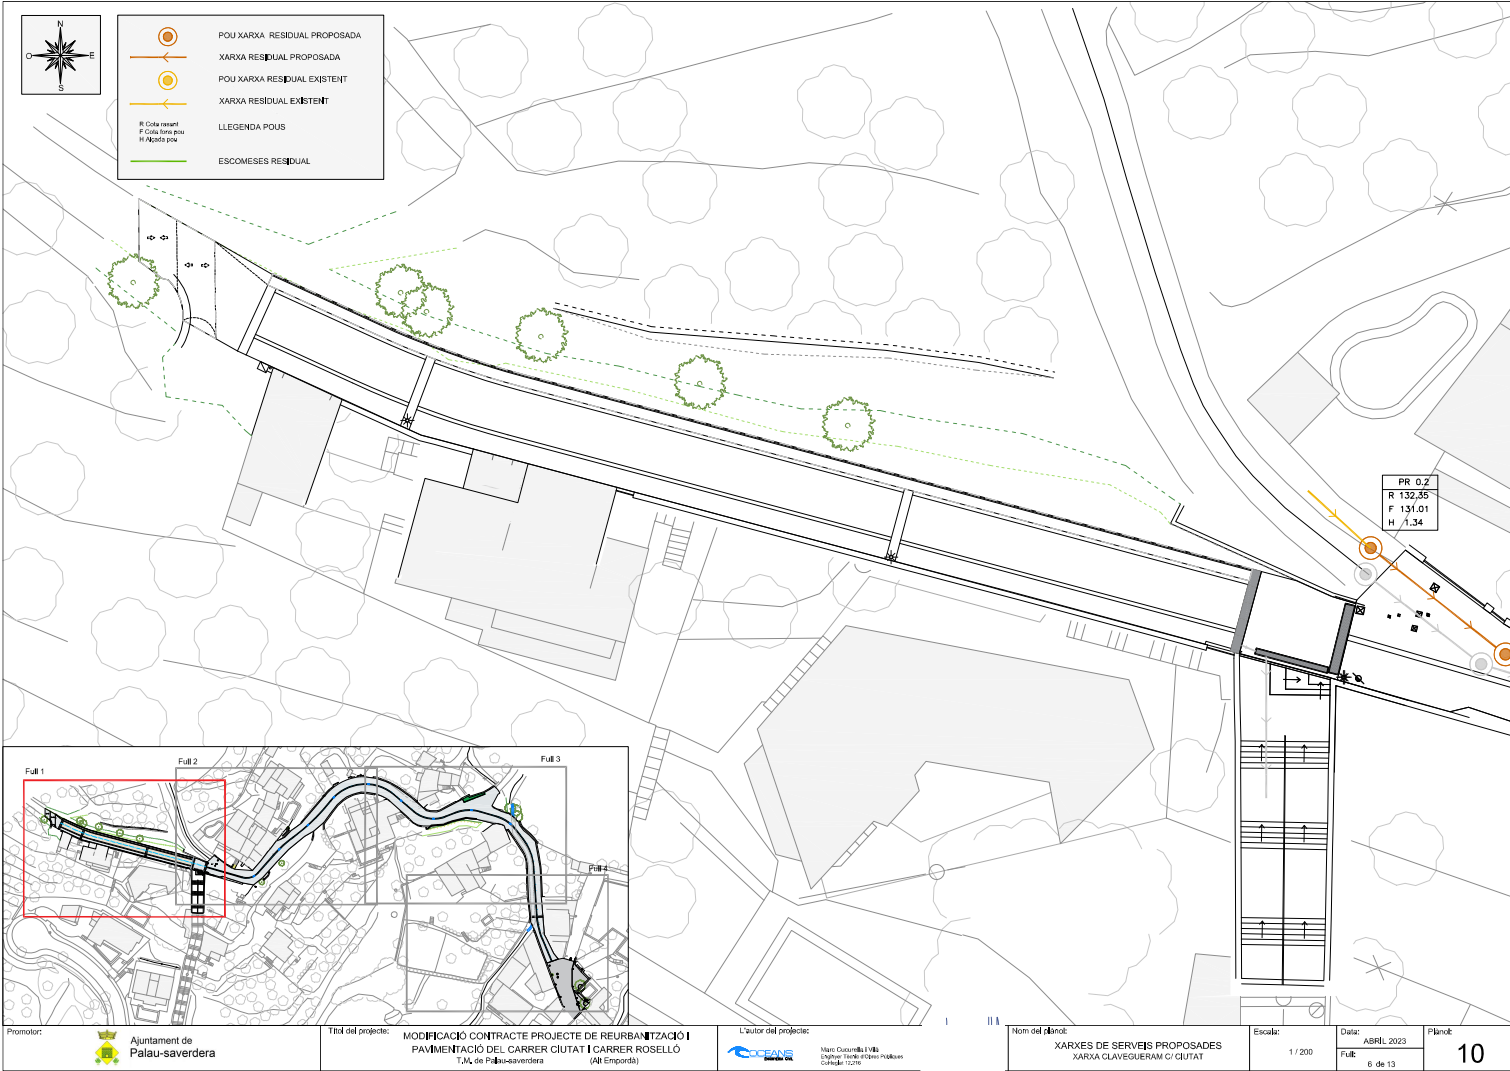 N
O
E
S
POU XARXA RESIDUAL PROPOSADA
XARXA RESIDUAL PROPOSADA
POU XARXA RESIDUAL EXISTENT
XARXA RESIDUAL EXISTENT
R Cota rasant
F Cota fons pou
H Alçada pou
LLEGENDA POUS
ESCOMESES RESIDUAL
PR 0.2
R 132.35
F 131.01
H 1.34
Full 1
Full 2
Full 3
Full 4
Promotor:
Ajuntament de
Palau-saverdera
Títol del projecte:
MODIFICACIÓ CONTRACTE PROJECTE DE REURBANITZACIÓ I
PAVIMENTACIÓ DEL CARRER CIUTAT I CARRER ROSELLÓ
T.M. de Palau-saverdera (Alt Empordà)
L'autor del projecte:
OCEANS
Marc Cucurella i Vilà
Enginyer Tècnic d'Obres Públiques
Col·legiat 12.216
Nom del plànol:
XARXES DE SERVEIS PROPOSADES
XARXA CLAVEGUERAM C/ CIUTAT
Escala:
1 / 200
Data:
ABRIL 2023
Full:
6 de 13
Plànol:
10